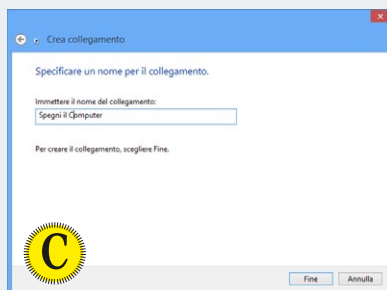 Crea collegamento
Specificare un nome per il collegamento.
Immettere il nome del collegamento:
Spegni il Computer
Per creare il collegamento, scegliere Fine.
C
Fine
Annulla